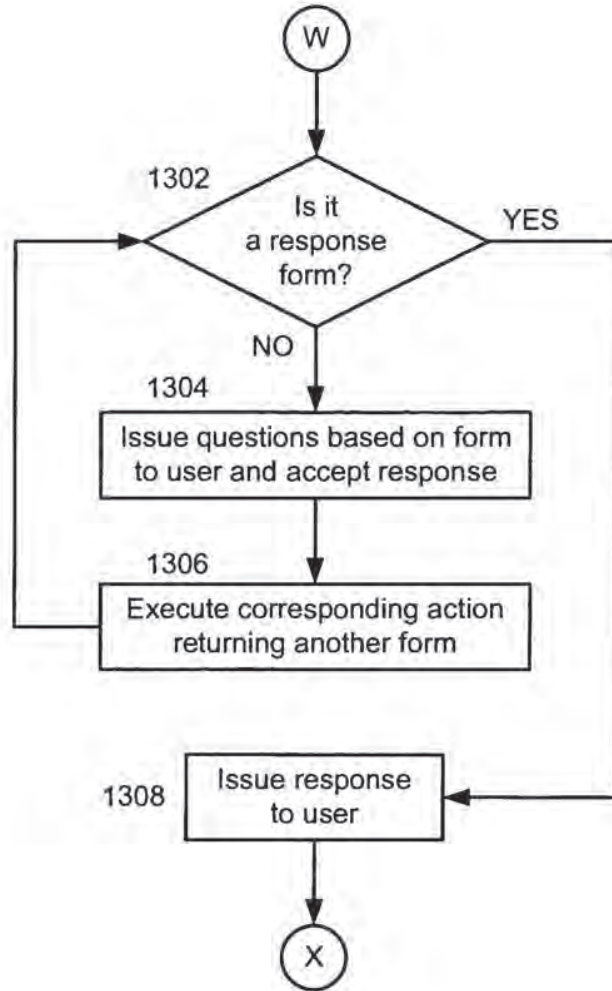 W
1302
Is it
a response
form?
YES
NO
1304
Issue questions based on form
to user and accept response
1306
Execute corresponding action
returning another form
1308
Issue response
to user
X